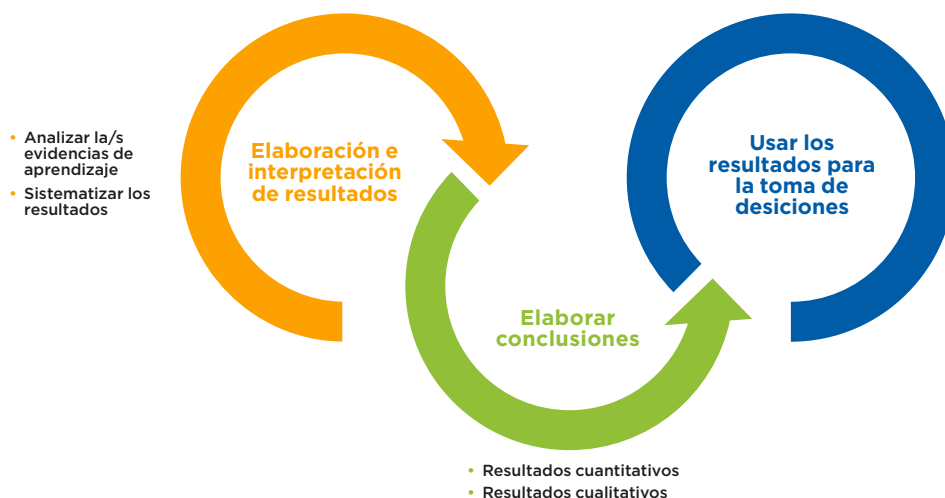 • Analizar la/s
evidencias de
aprendizaje
• Sistematizar los
resultados
Elaboración e
interpretación
de resultados
Elaborar
conclusiones
• Resultados cuantitativos
• Resultados cualitativos
Usar los
resultados para
la toma de
desiciones